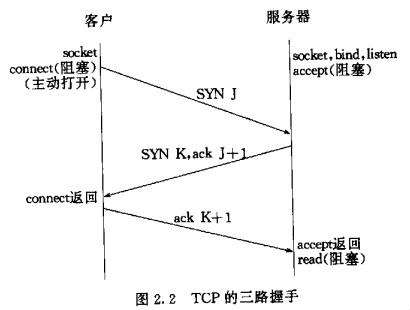 客户
服务器
socket
connect(阻塞)
(主动打开)
socket,bind,listen
accept(阻塞)
SYN J
SYN K,ack J+1
connect返回
ack K+1
accept返回
read(阻塞)
图 2.2 TCP 的三路握手